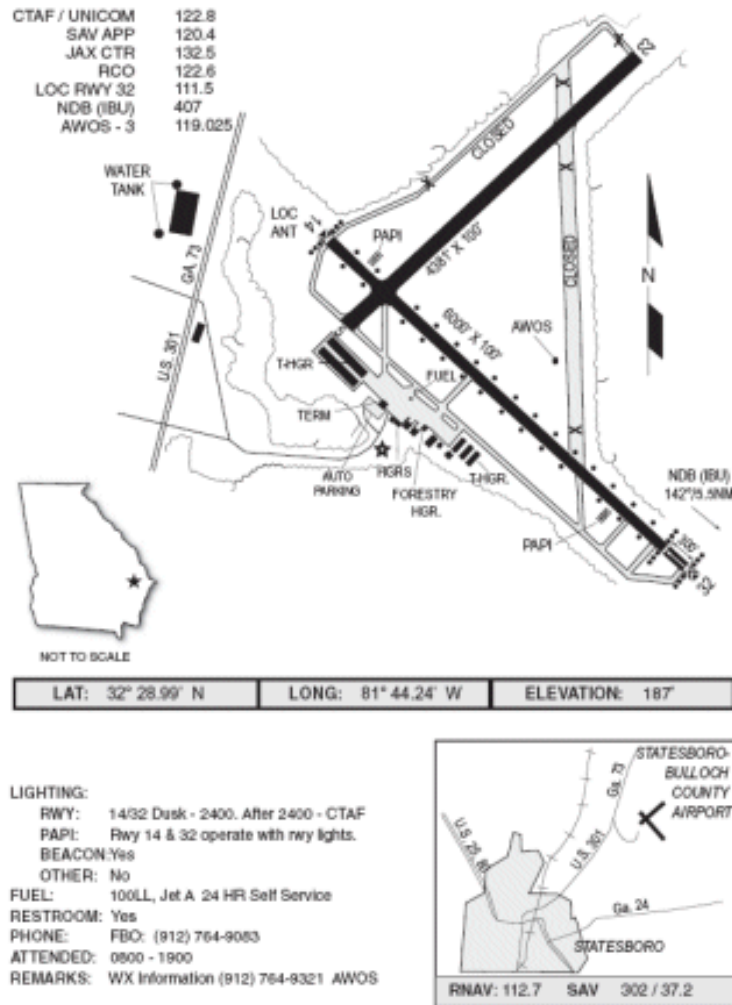 CTAF / UNICOM 122.8
SAV APP 120.4
JAX CTR 132.5
RCO 122.6
LOC RWY 32 111.5
NDB (IBU) 407
AWOS - 3 119.025
WATER
TANK
GA. 73
U.S. 301
LOC
ANT
14
PAPI
CLOSED
23
4381' X 100'
CLOSED
N
6000' X 100'
AWOS
T-HGR
FUEL
TERM
AUTO
PARKING
HGRS
FORESTRY
HGR.
T-HGR.
NDB (IBU)
142°/5.5NM
PAPI
32
NOT TO SCALE
LAT: 32° 28.99' N LONG: 81° 44.24' W ELEVATION: 187'
LIGHTING:
RWY: 14/32 Dusk - 2400. After 2400 - CTAF
PAPI: Rwy 14 & 32 operate with rwy lights.
BEACON: Yes
OTHER: No
FUEL: 100LL, Jet A 24 HR Self Service
RESTROOM: Yes
PHONE: FBO: (912) 764-9083
ATTENDED: 0800 - 1900
REMARKS: WX Information (912) 764-9321 AWOS
STATESBORO-
BULLOCH
COUNTY
AIRPORT
Ga. 73
U.S. 301
U.S. 25, 80
Ga. 24
STATESBORO
RNAV: 112.7 SAV 302 / 37.2